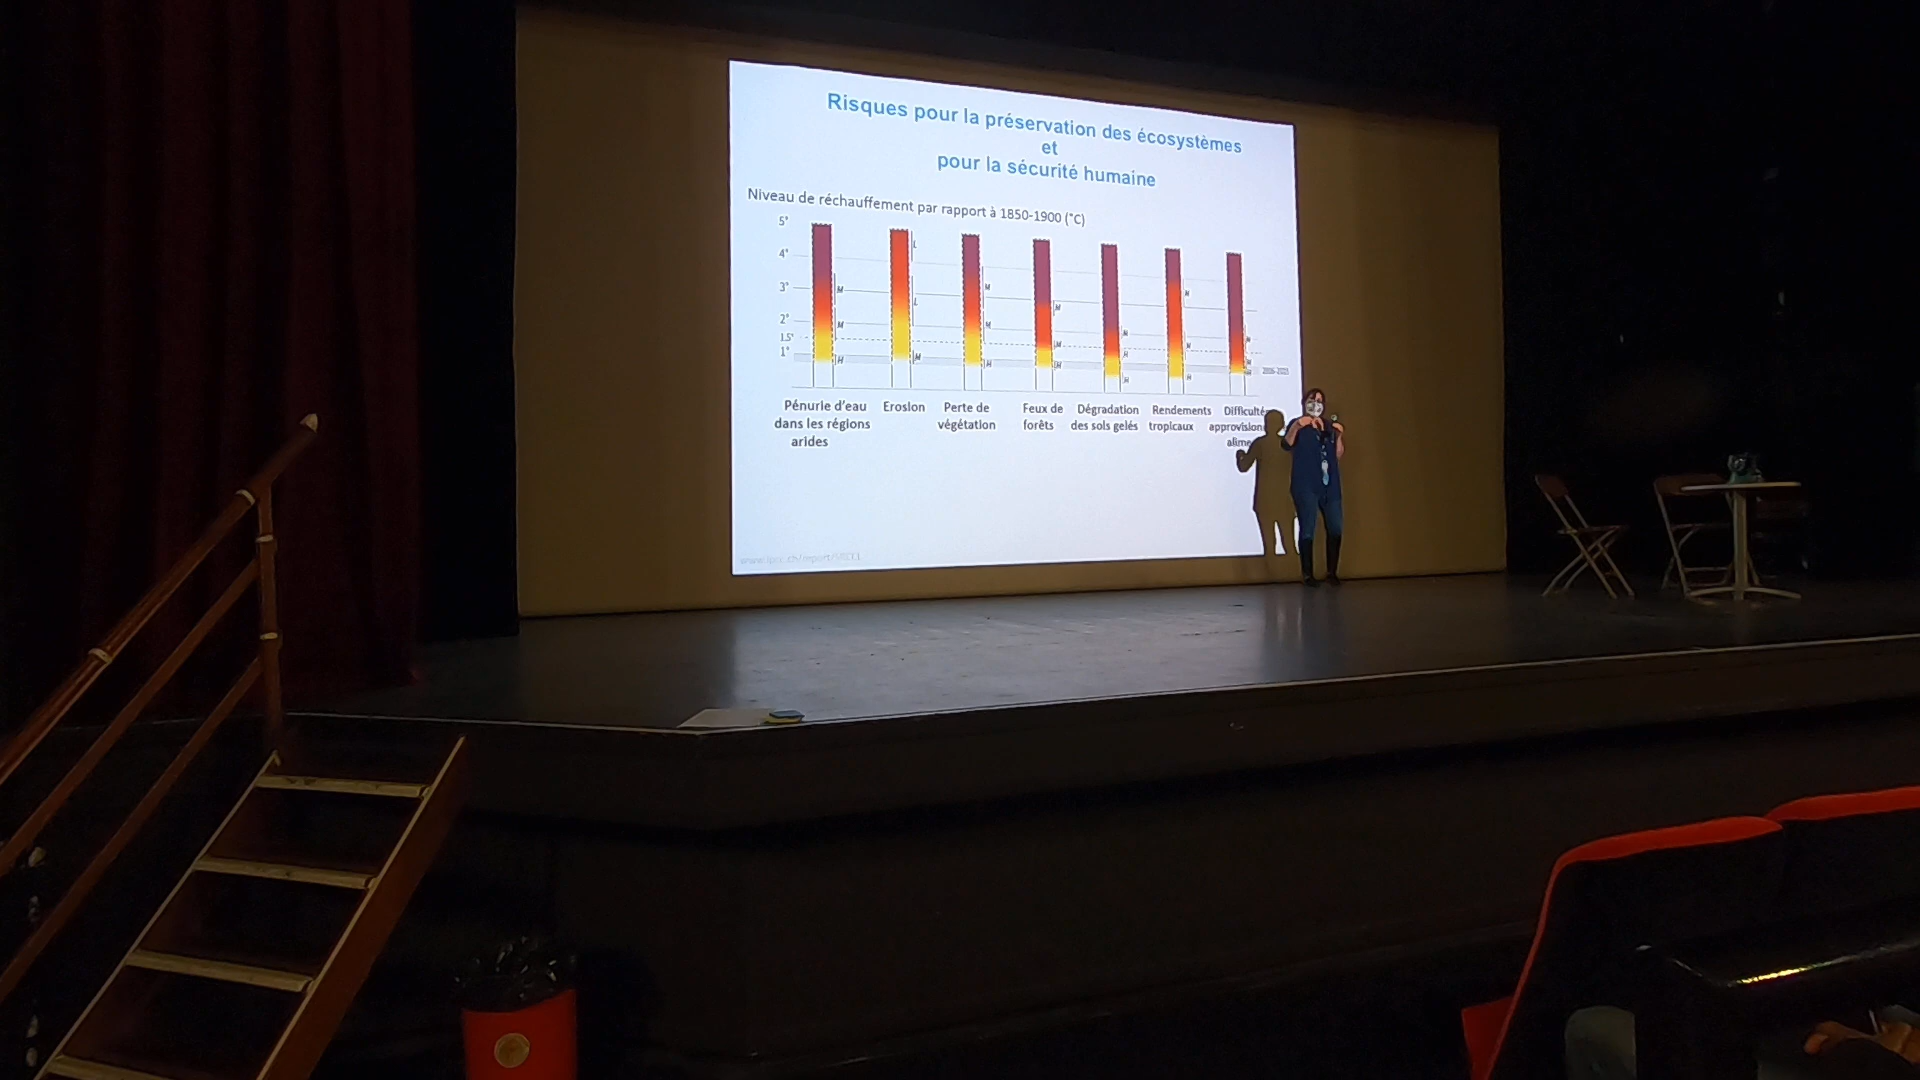 Risques pour la préservation des écosystèmes
et
pour la sécurité humaine
Niveau de réchauffement par rapport à 1850-1900 (°C)
5°
4°
3°
2°
1.5°
1°
L
M
M
H
L
M
M
M
H
M
M
H
M
H
H
M
M
H
M
H
Pénurie d'eau
dans les régions
arides
Erosion
Perte de
végétation
Feux de
forêts
Dégradation
des sols gelés
Rendements
tropicaux
Difficulté
approvision
alime